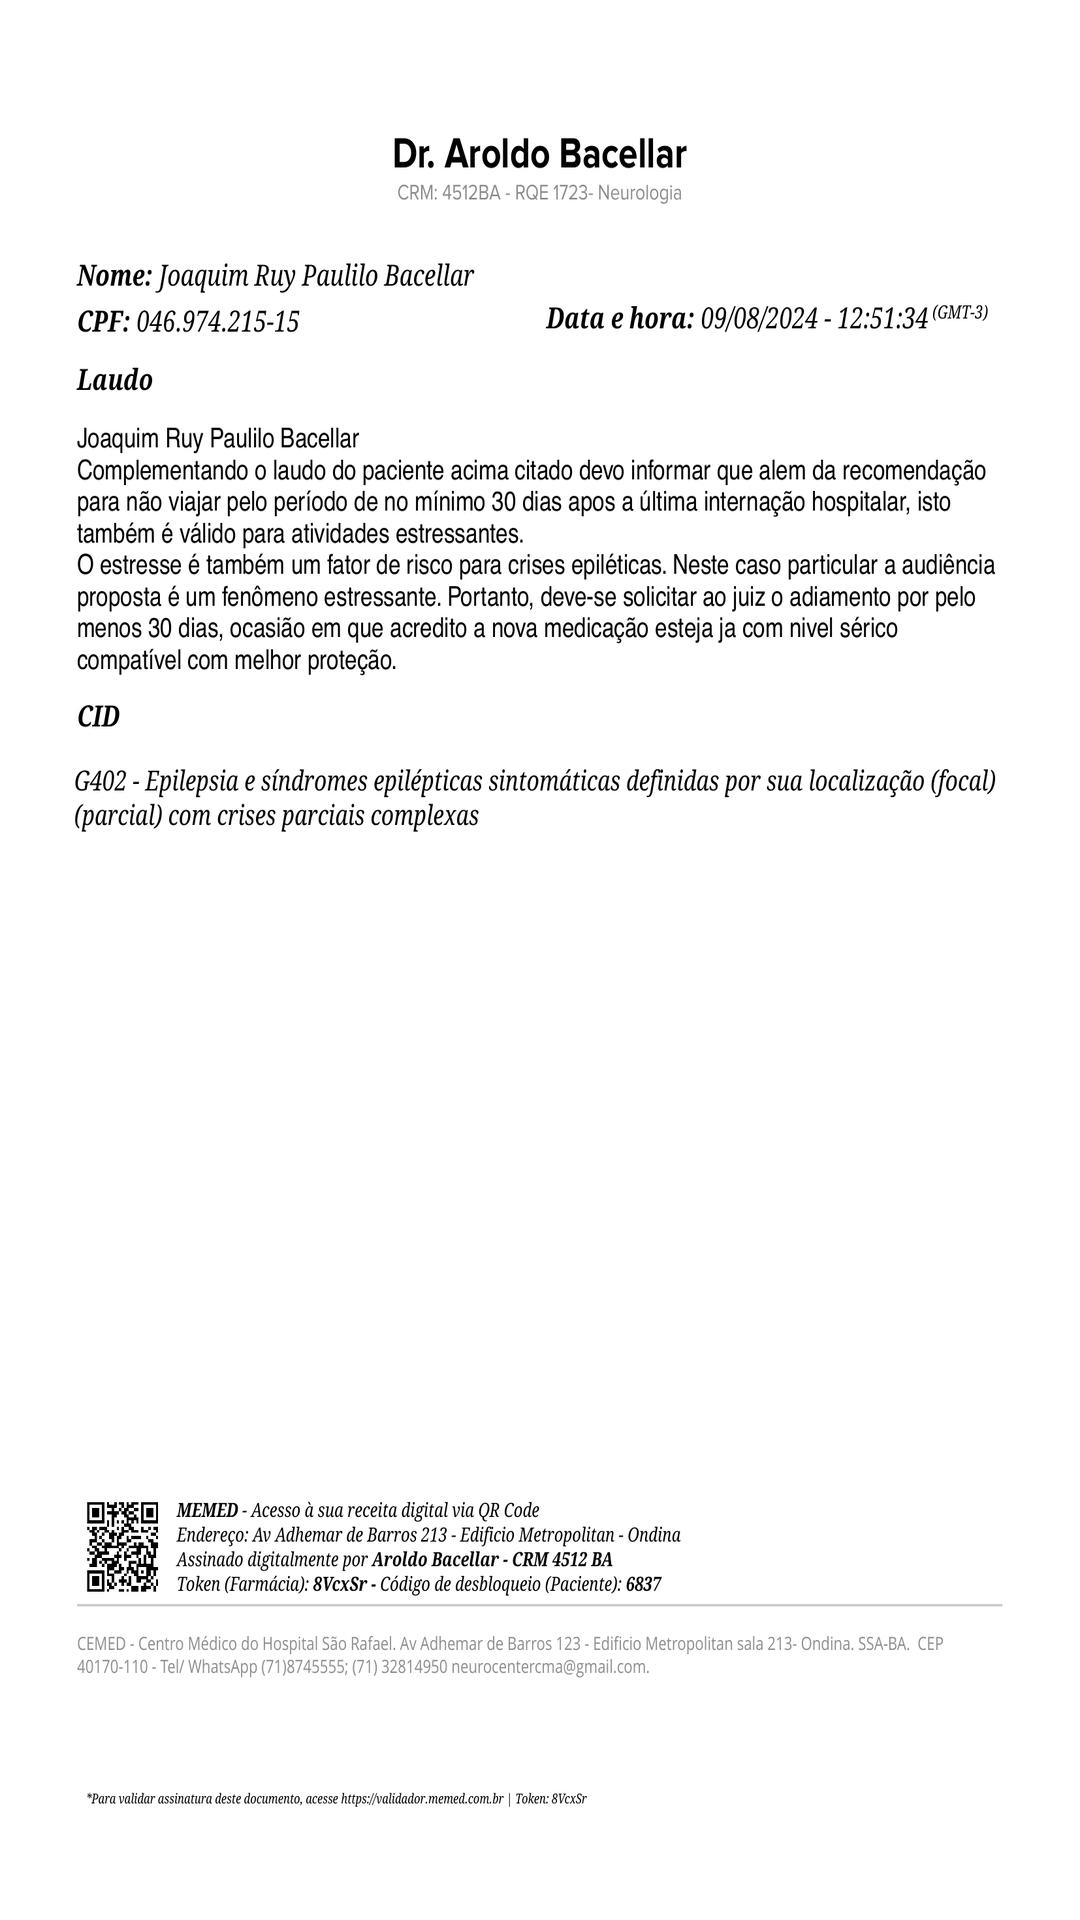 Dr. Aroldo Bacellar
CRM: 4512BA - RQE 1723- Neurologia
Nome: Joaquim Ruy Paulilo Bacellar
CPF: 046.974.215-15
Data e hora: 09/08/2024 - 12:51:34 (GMT-3)
Laudo
Joaquim Ruy Paulilo Bacellar
Complementando o laudo do paciente acima citado devo informar que alem da recomendação
para não viajar pelo período de no mínimo 30 dias apos a última internação hospitalar, isto
também é válido para atividades estressantes.
O estresse é também um fator de risco para crises epiléticas. Neste caso particular a audiência
proposta é um fenômeno estressante. Portanto, deve-se solicitar ao juiz o adiamento por pelo
menos 30 dias, ocasião em que acredito a nova medicação esteja ja com nivel sérico
compatível com melhor proteção.
CID
G402 - Epilepsia e síndromes epilépticas sintomáticas definidas por sua localização (focal)
(parcial) com crises parciais complexas
MEMED - Acesso à sua receita digital via QR Code
Endereço: Av Adhemar de Barros 213 - Edificio Metropolitan - Ondina
Assinado digitalmente por Aroldo Bacellar - CRM 4512 BA
Token (Farmácia): 8VcxSr - Código de desbloqueio (Paciente): 6837
CEMED - Centro Médico do Hospital São Rafael. Av Adhemar de Barros 123 - Edificio Metropolitan sala 213- Ondina. SSA-BA. CEP
40170-110 - Tel/ WhatsApp (71)8745555; (71) 32814950 neurocentercma@gmail.com.
*Para validar assinatura deste documento, acesse https://validador.memed.com.br | Token: 8VcxSr